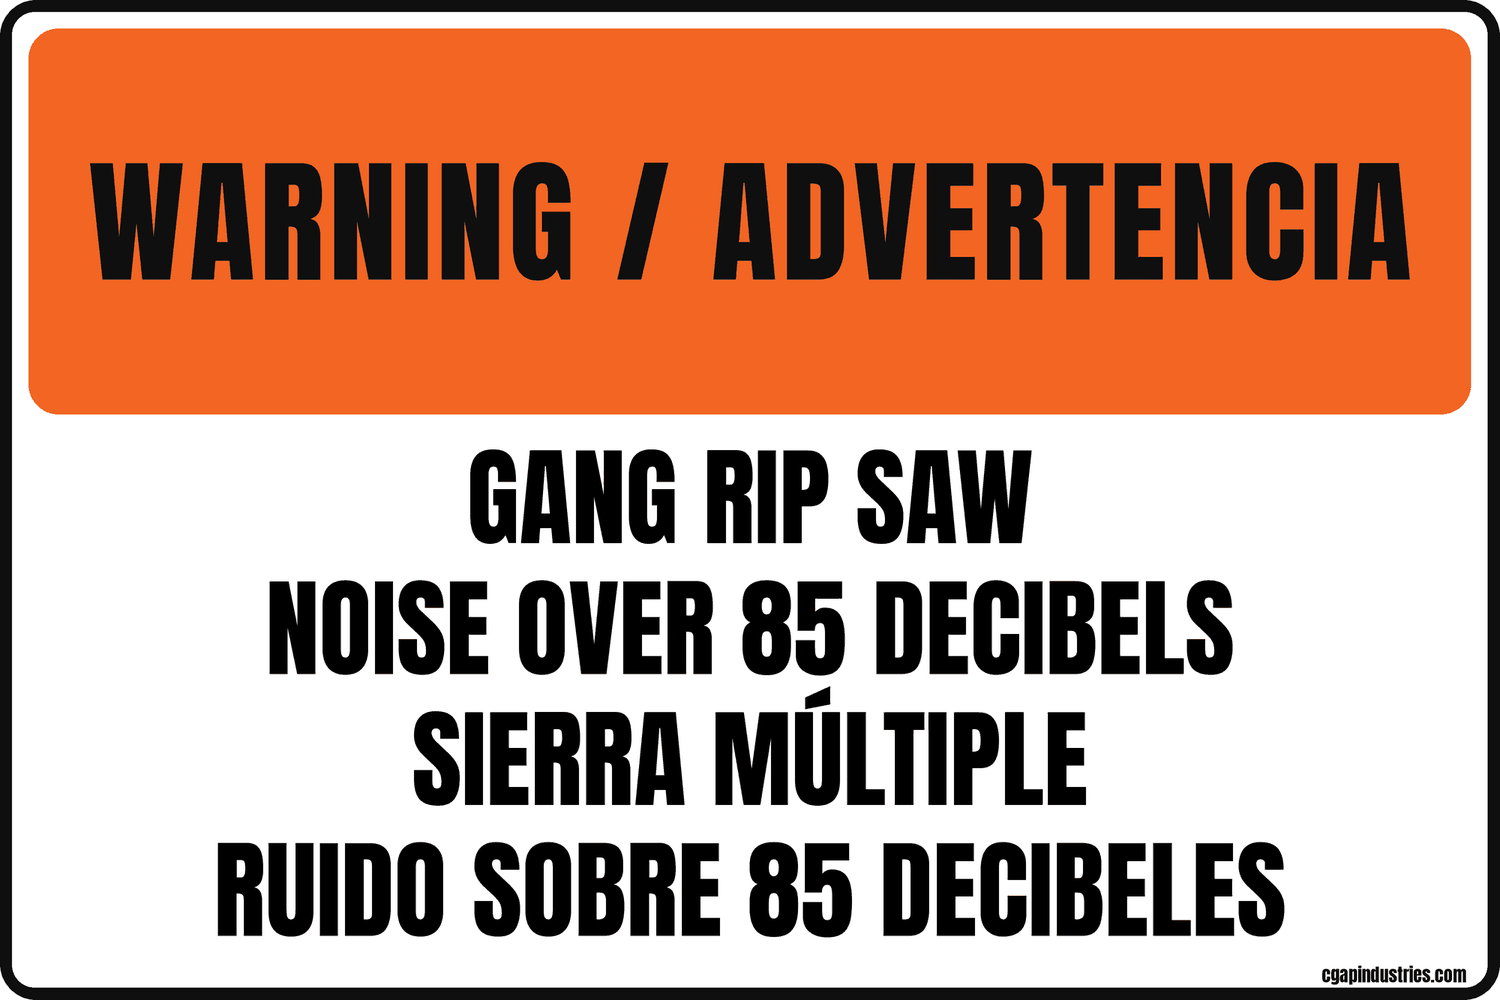 WARNING / ADVERTENCIA
GANG RIP SAW
NOISE OVER 85 DECIBELS
SIERRA MÚLTIPLE
RUIDO SOBRE 85 DECIBELES
cgapindustries.com